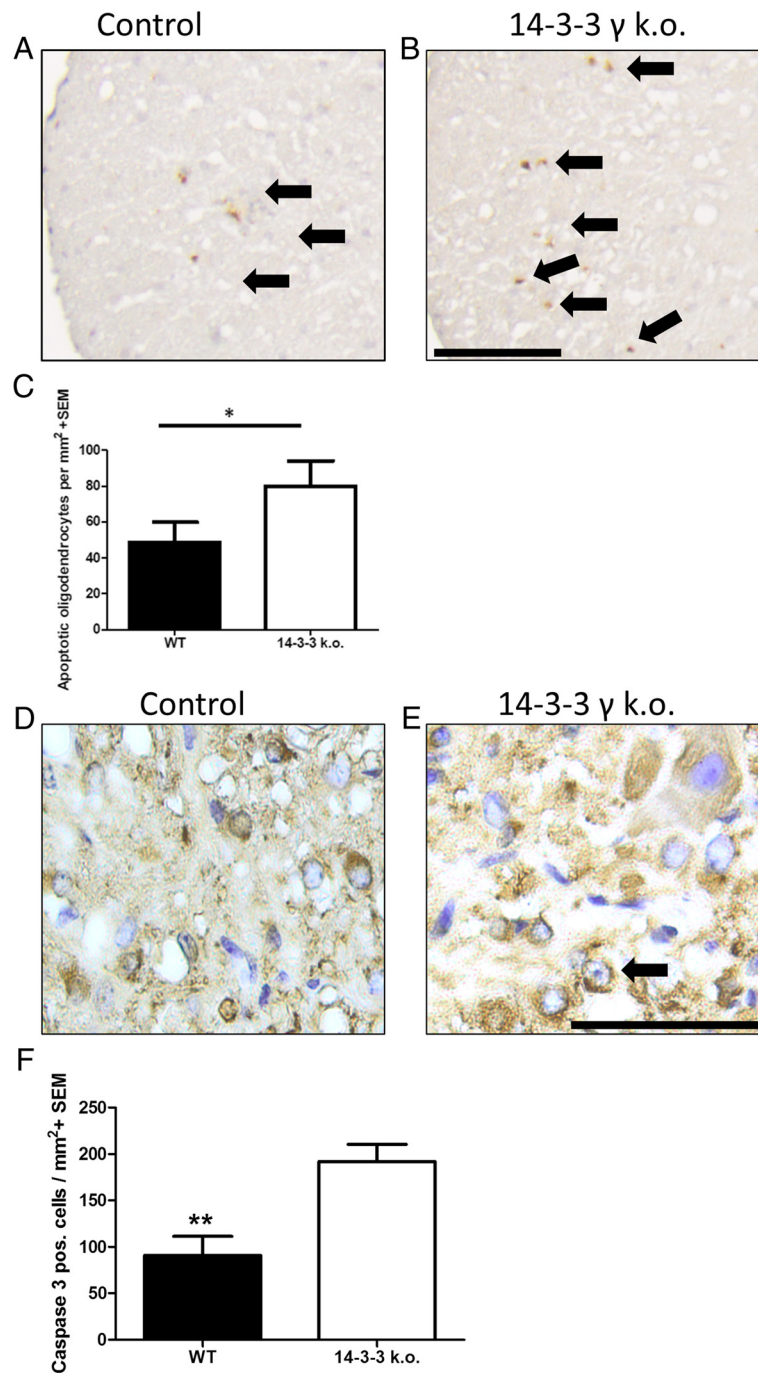 Control
14-3-3 γ k.o.
A
B
C
*
Apoptotic oligodendrocytes per mm² +SEM
100
80
60
40
20
0
WT
14-3-3 k.o.
Control
14-3-3 γ k.o.
D
E
F
Caspase 3 pos. cells / mm²+ SEM
250
200
150
100
50
0
**
WT
14-3-3 k.o.